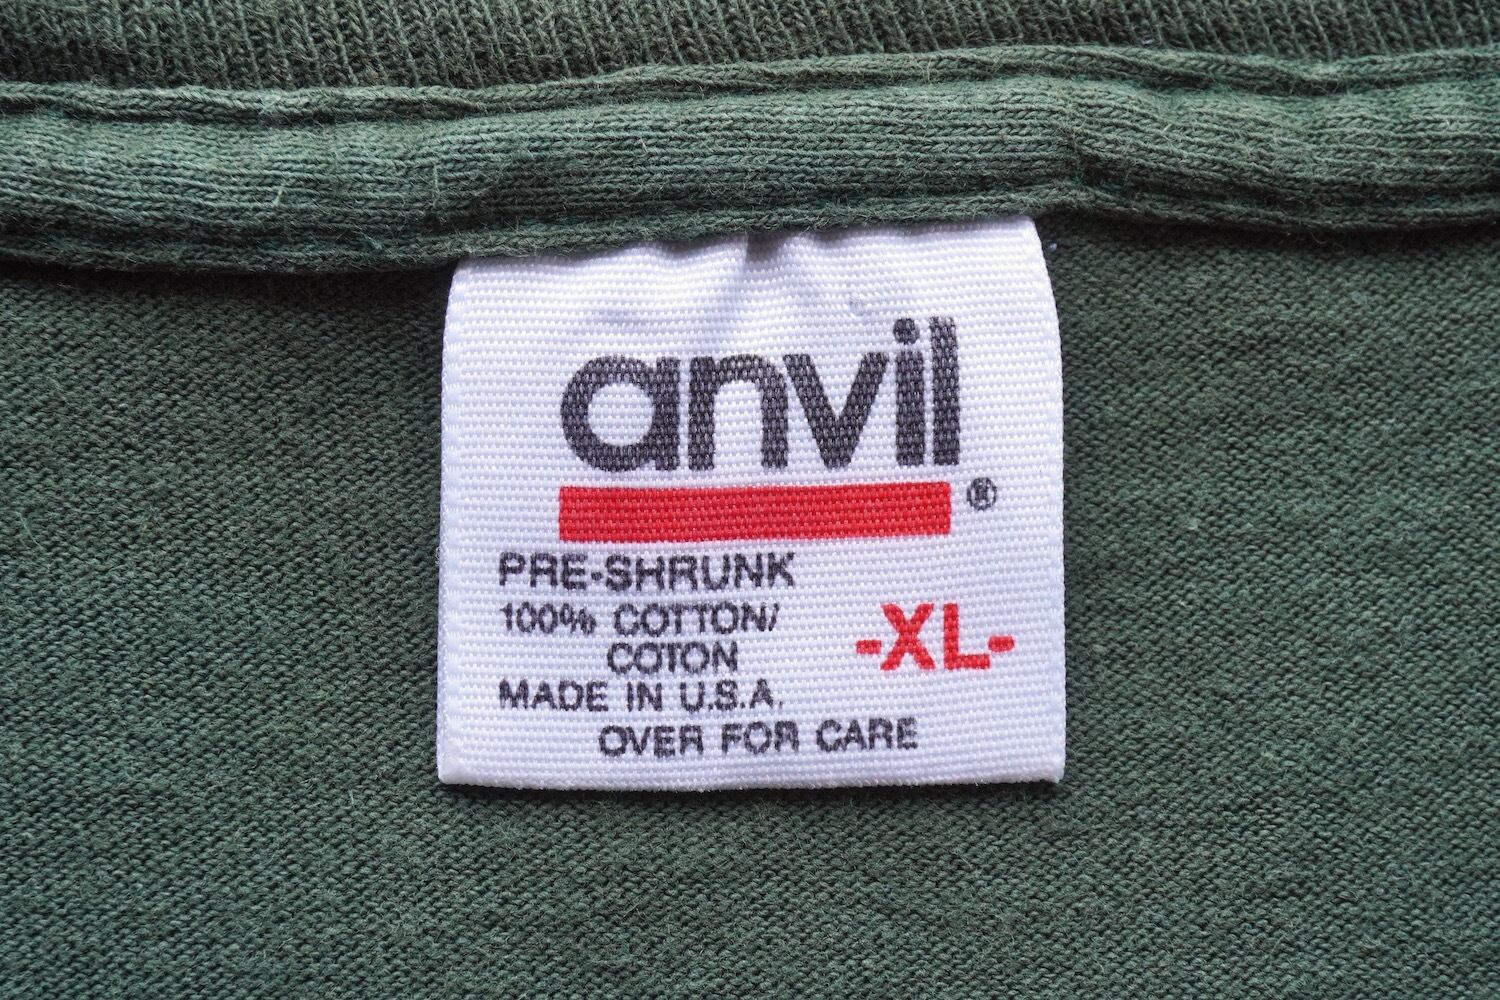 anvil
®
PRE-SHRUNK
100% COTTON/
COTON
-XL-
MADE IN U.S.A.
OVER FOR CARE